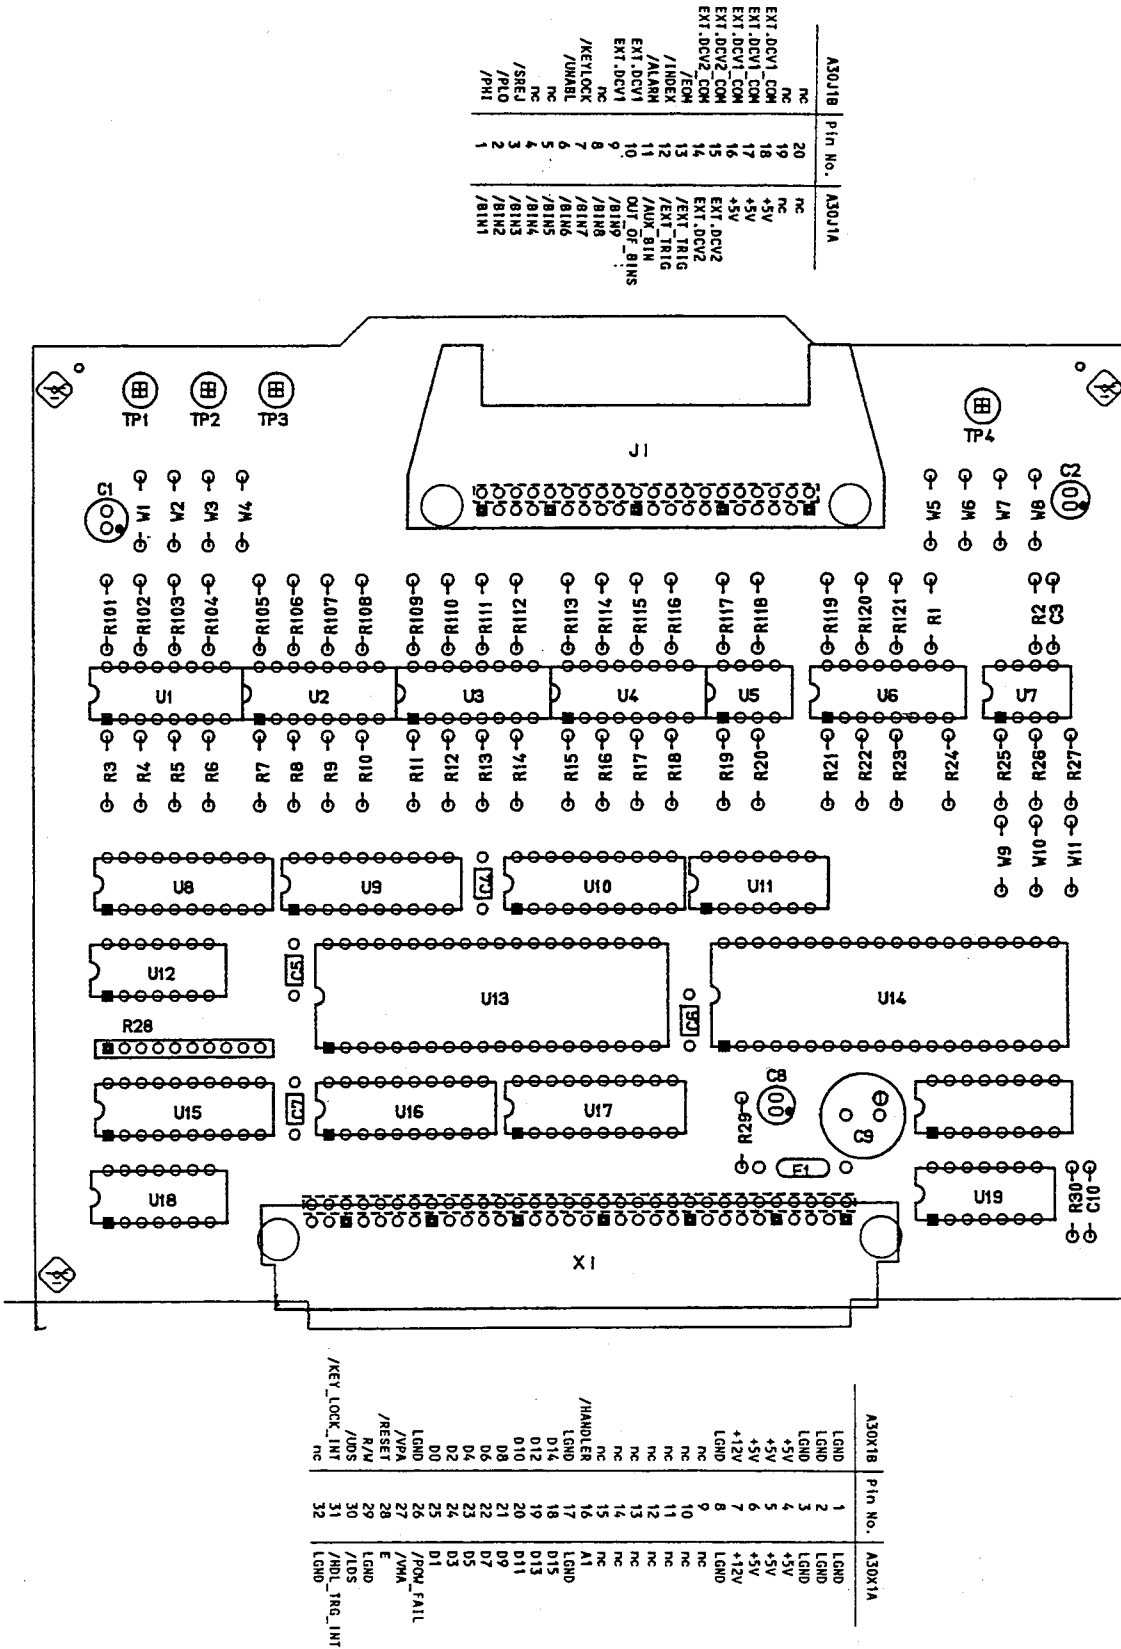 A30J1B Pin No. A30J1A
nc 20 nc
nc 19 nc
EXT.DCV1_COM 18 +5V
EXT.DCV1_COM 17 +5V
EXT.DCV1_COM 16 +5V
EXT.DCV2_COM 15 EXT.DCV2
EXT.DCV2_COM 14 EXT.DCV2
/EOM 13 /EXT_TRIG
/INDEX 12 /EXT_TRIG
/ALARM 11 /AUX_BIN
EXT.DCV1 10 OUT_OF_BINS
EXT.DCV1 9 /BIN9
nc 8 /BIN8
/KEYLOCK 7 /BIN7
/UNABL 6 /BIN6
nc 5 /BIN5
nc 4 /BIN4
/SREJ 3 /BIN3
/PLO 2 /BIN2
/PHI 1 /BIN1
TP1 TP2 TP3 TP4
J1
C1 W1 W2 W3 W4 W5 W6 W7 W8 C2
R101 R102 R103 R104 R105 R106 R107 R108 R109 R110 R111 R112 R113 R114 R115 R116 R117 R118 R119 R120 R121 R1 R2 C3
U1 U2 U3 U4 U5 U6 U7
R3 R4 R5 R6 R7 R8 R9 R10 R11 R12 R13 R14 R15 R16 R17 R18 R19 R20 R21 R22 R23 R24 R25 R26 R27
W9 W10 W11
U8 U9 C4 U10 U11
U12 C5 U13 C6 U14
R28
U15 C7 U16 U17 R29 C8 C9
F1
U18 U19 R30 C10
X1
A30X1B Pin No. A30X1A
LGND 1 LGND
LGND 2 LGND
LGND 3 LGND
+5V 4 +5V
+5V 5 +5V
+5V 6 +5V
+12V 7 +12V
LGND 8 LGND
nc 9 nc
nc 10 nc
nc 11 nc
nc 12 nc
nc 13 nc
nc 14 nc
nc 15 nc
/HANDLER 16 A1
LGND 17 LGND
D14 18 D15
D12 19 D13
D10 20 D11
D8 21 D9
D6 22 D7
D4 23 D5
D2 24 D3
D0 25 D1
LGND 26 /POW_FAIL
/VPA 27 /VMA
/RESET 28 E
R/W 29 LGND
/UDS 30 /LDS
/KEY_LOCK_INT 31 /HDL_TRG_INT
nc 32 LGND